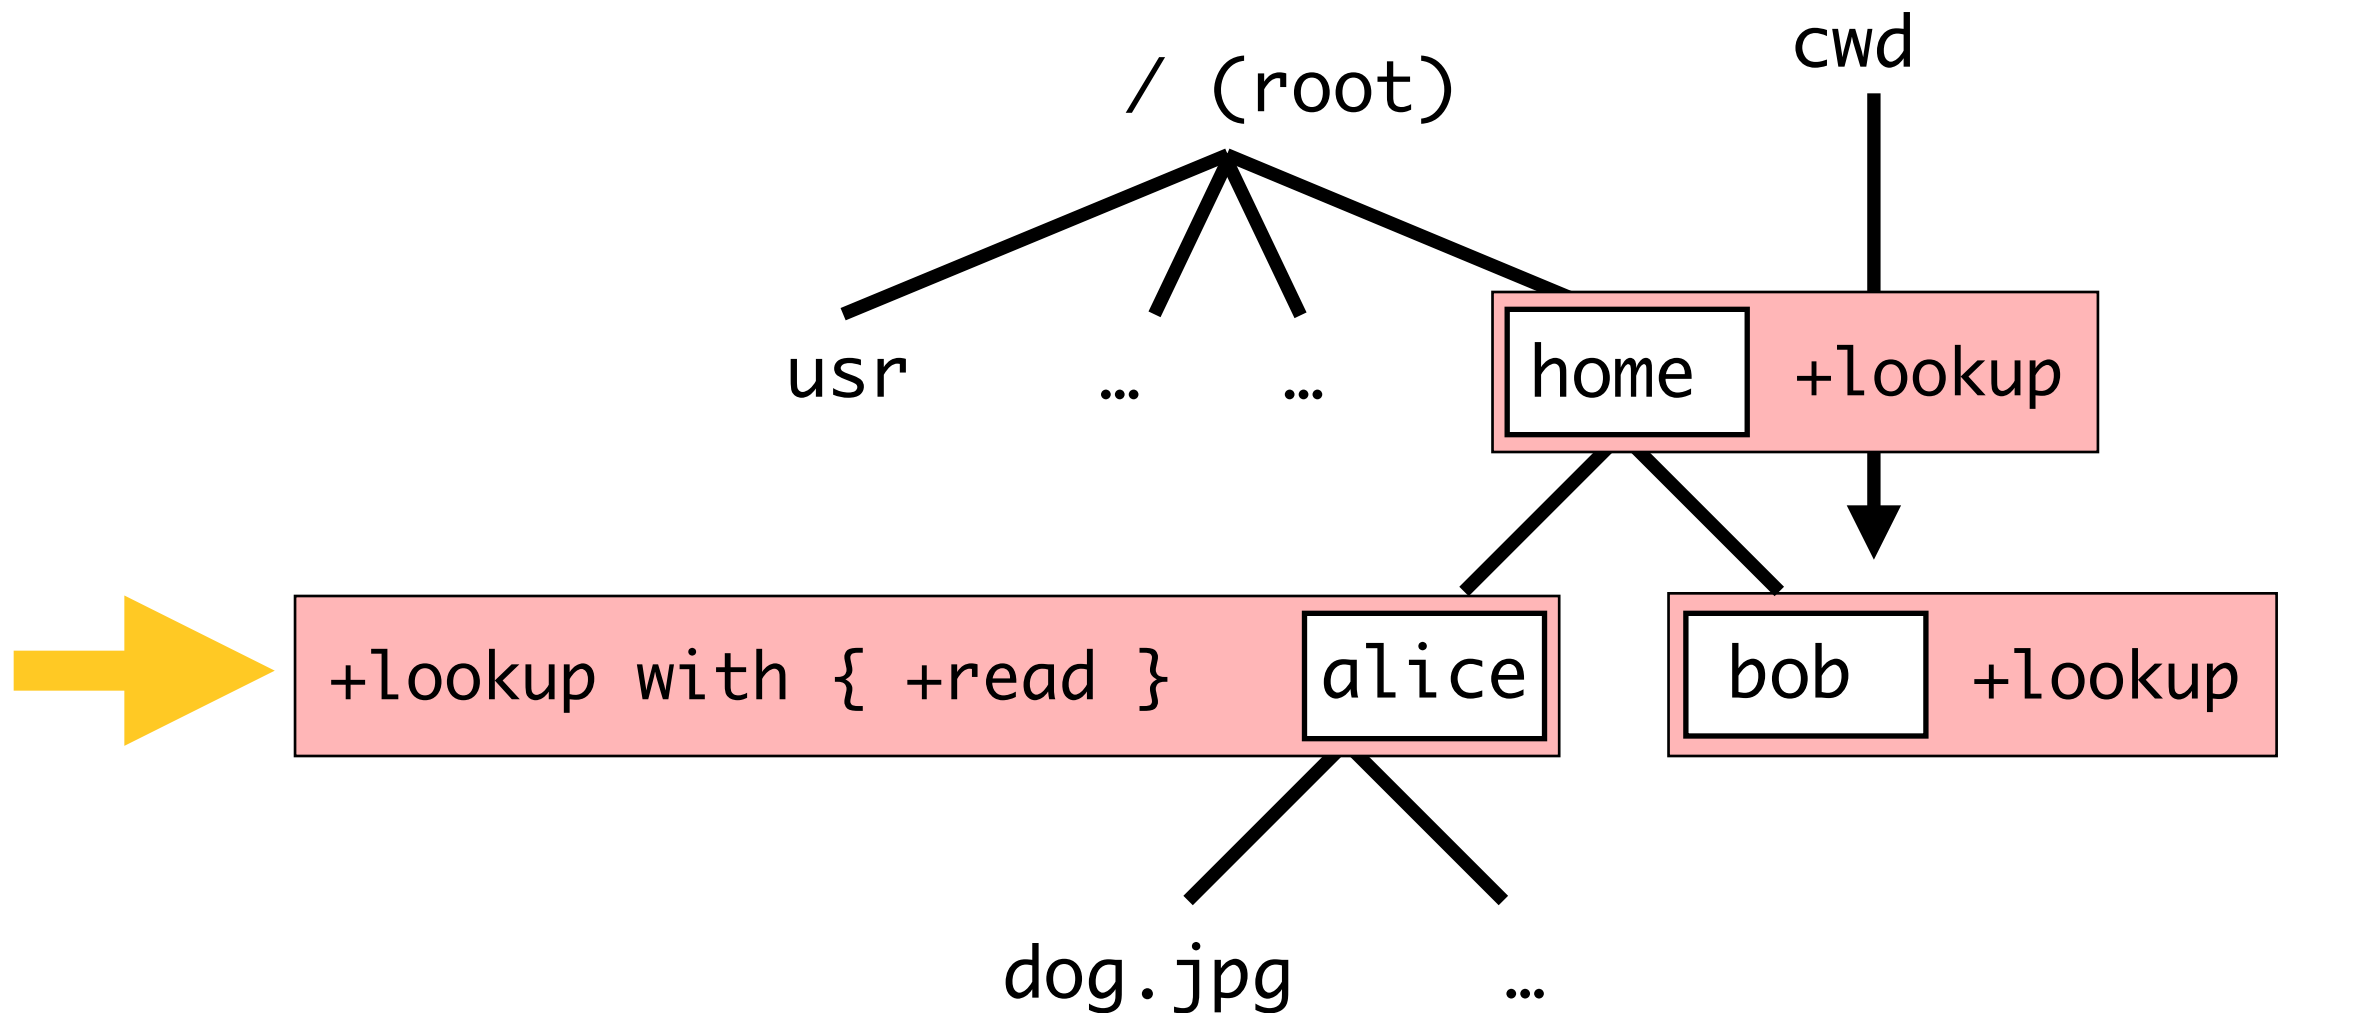 cwd
/ (root)
usr
…
…
home
+lookup
+lookup with { +read }
alice
bob
+lookup
dog.jpg
…